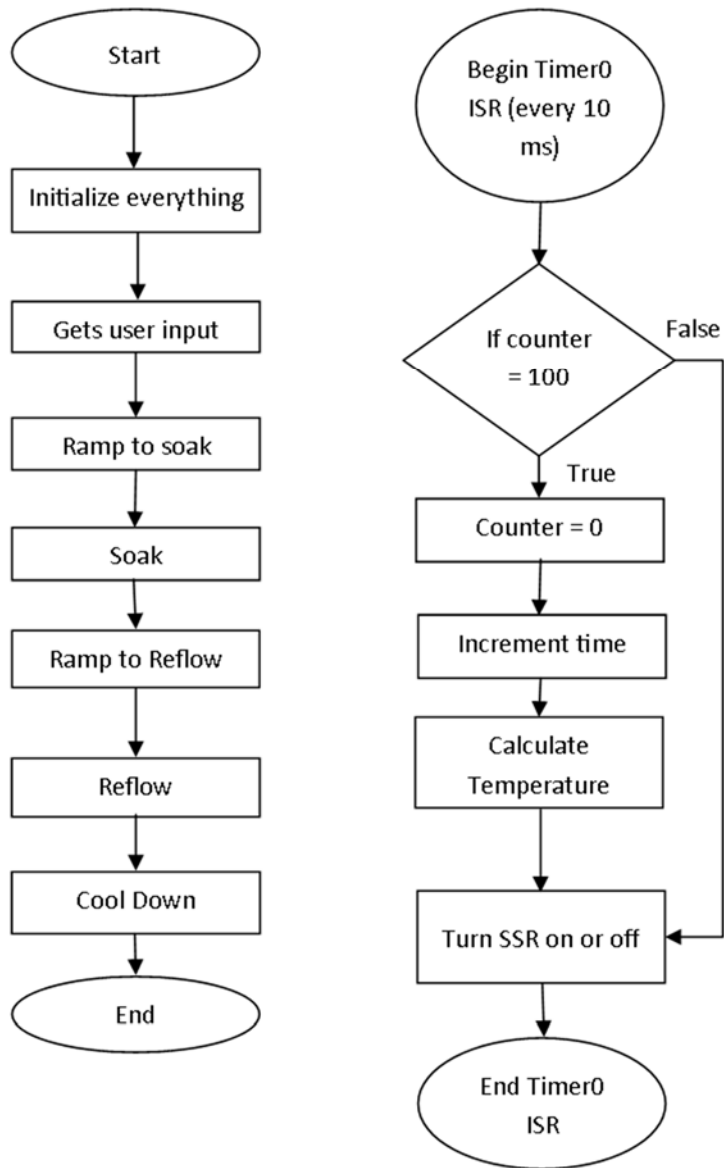 Start
Initialize everything
Gets user input
Ramp to soak
Soak
Ramp to Reflow
Reflow
Cool Down
End
Begin Timer0
ISR (every 10
ms)
If counter
= 100
False
True
Counter = 0
Increment time
Calculate
Temperature
Turn SSR on or off
End Timer0
ISR